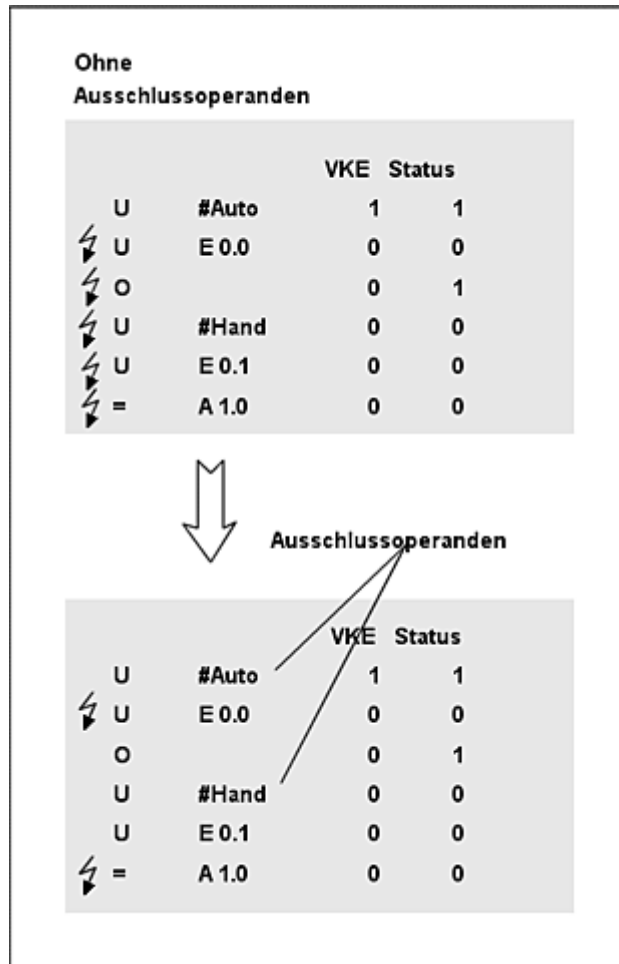 Ohne
Ausschlussoperanden
VKE Status
U #Auto 1 1
U E 0.0 0 0
O 0 1
U #Hand 0 0
U E 0.1 0 0
= A 1.0 0 0
Ausschlussoperanden
VKE Status
U #Auto 1 1
U E 0.0 0 0
O 0 1
U #Hand 0 0
U E 0.1 0 0
= A 1.0 0 0